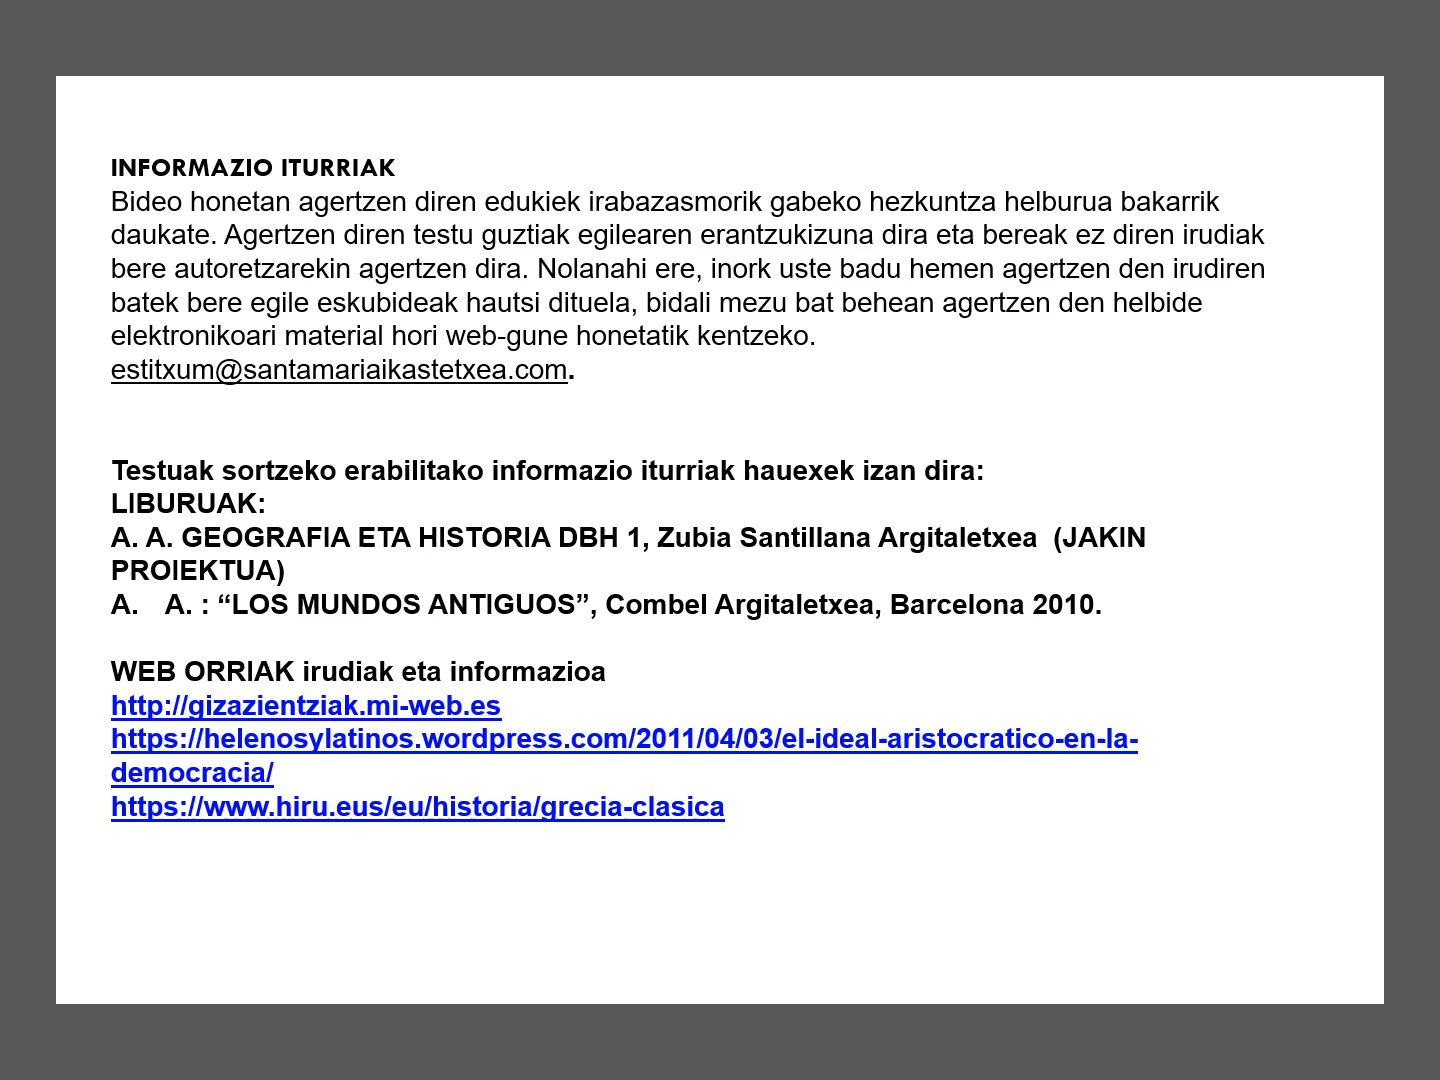 INFORMAZIO ITURRIAK
Bideo honetan agertzen diren edukiek irabazasmorik gabeko hezkuntza helburua bakarrik
daukate. Agertzen diren testu guztiak egilearen erantzukizuna dira eta bereak ez diren irudiak
bere autoretzarekin agertzen dira. Nolanahi ere, inork uste badu hemen agertzen den irudiren
batek bere egile eskubideak hautsi dituela, bidali mezu bat behean agertzen den helbide
elektronikoari material hori web-gune honetatik kentzeko.
estitxum@santamariaikastetxea.com.
Testuak sortzeko erabilitako informazio iturriak hauexek izan dira:
LIBURUAK:
A. A. GEOGRAFIA ETA HISTORIA DBH 1, Zubia Santillana Argitaletxea  (JAKIN
PROIEKTUA)
A.   A. : “LOS MUNDOS ANTIGUOS”, Combel Argitaletxea, Barcelona 2010.
WEB ORRIAK irudiak eta informazioa
http://gizazientziak.mi-web.es
https://helenosylatinos.wordpress.com/2011/04/03/el-ideal-aristocratico-en-la-
democracia/
https://www.hiru.eus/eu/historia/grecia-clasica